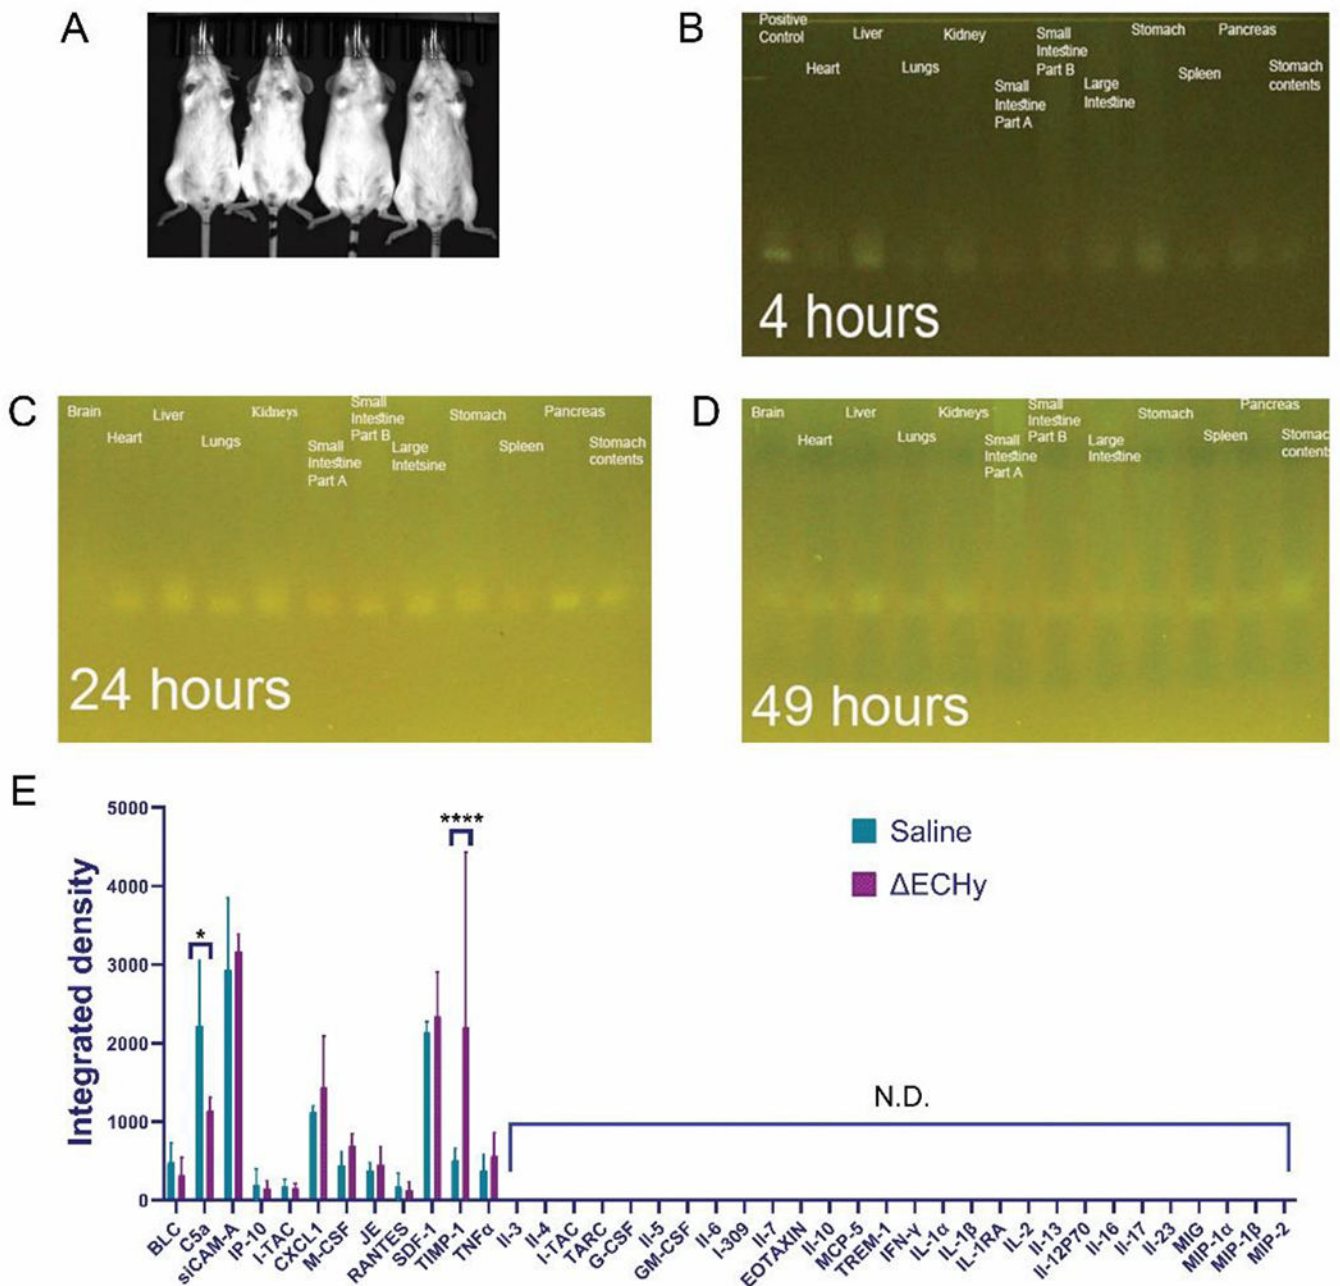 A
B
Positive
Control
Heart
Liver
Lungs
Kidney
Small
Intestine
Part A
Small
Intestine
Part B
Large
Intestine
Stomach
Spleen
Pancreas
Stomach
contents
4 hours
C
Brain
Heart
Liver
Lungs
Kidneys
Small
Intestine
Part A
Small
Intestine
Part B
Large
Intetsine
Stomach
Spleen
Pancreas
Stomach
contents
24 hours
D
Brain
Heart
Liver
Lungs
Kidneys
Small
Intestine
Part A
Small
Intestine
Part B
Large
Intestine
Stomach
Spleen
Pancreas
Stomac
content
49 hours
E
Integrated density
5000
4000
3000
2000
1000
0
*
****
Saline
ΔECHy
N.D.
BLC
C5a
sICAM-A
IP-10
I-TAC
CXCL1
M-CSF
JE
RANTES
SDF-1
TIMP-1
TNFα
Il-3
Il-4
I-TAC
TARC
G-CSF
Il-5
GM-CSF
Il-6
I-309
Il-7
EOTAXIN
Il-10
MCP-5
TREM-1
IFN-γ
IL-1α
IL-1β
IL-1RA
IL-2
Il-13
Il-12P70
Il-16
Il-17
Il-23
MIG
MIP-1α
MIP-1β
MIP-2